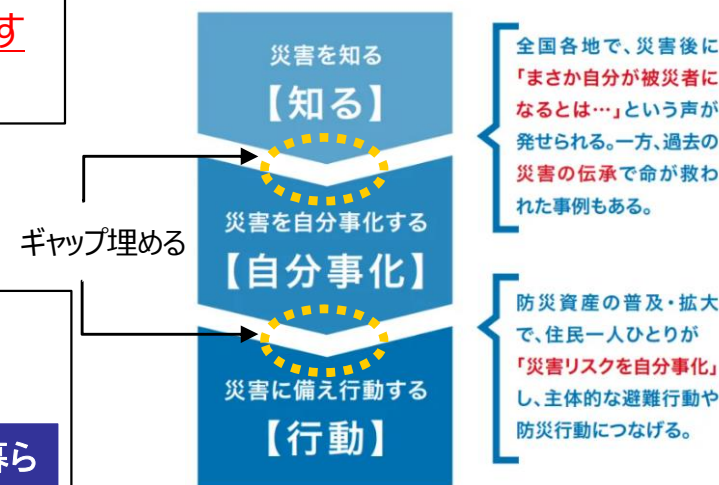 す
災害を知る
【知る】
全国各地で、災害後に
「まさか自分が被災者に
なるとは…」という声が
発せられる。一方、過去の
災害の伝承で命が救わ
れた事例もある。
ギャップ埋める
災害を自分事化する
【自分事化】
防災資産の普及・拡大
で、住民一人ひとりが
「災害リスクを自分事化」
し、主体的な避難行動や
防災行動につなげる。
災害に備え行動する
【行動】
暮ら